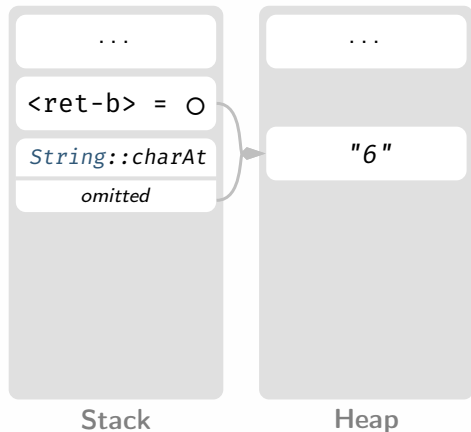 ...
<ret-b> = ○
String::charAt
omitted
Stack
...
"6"
Heap